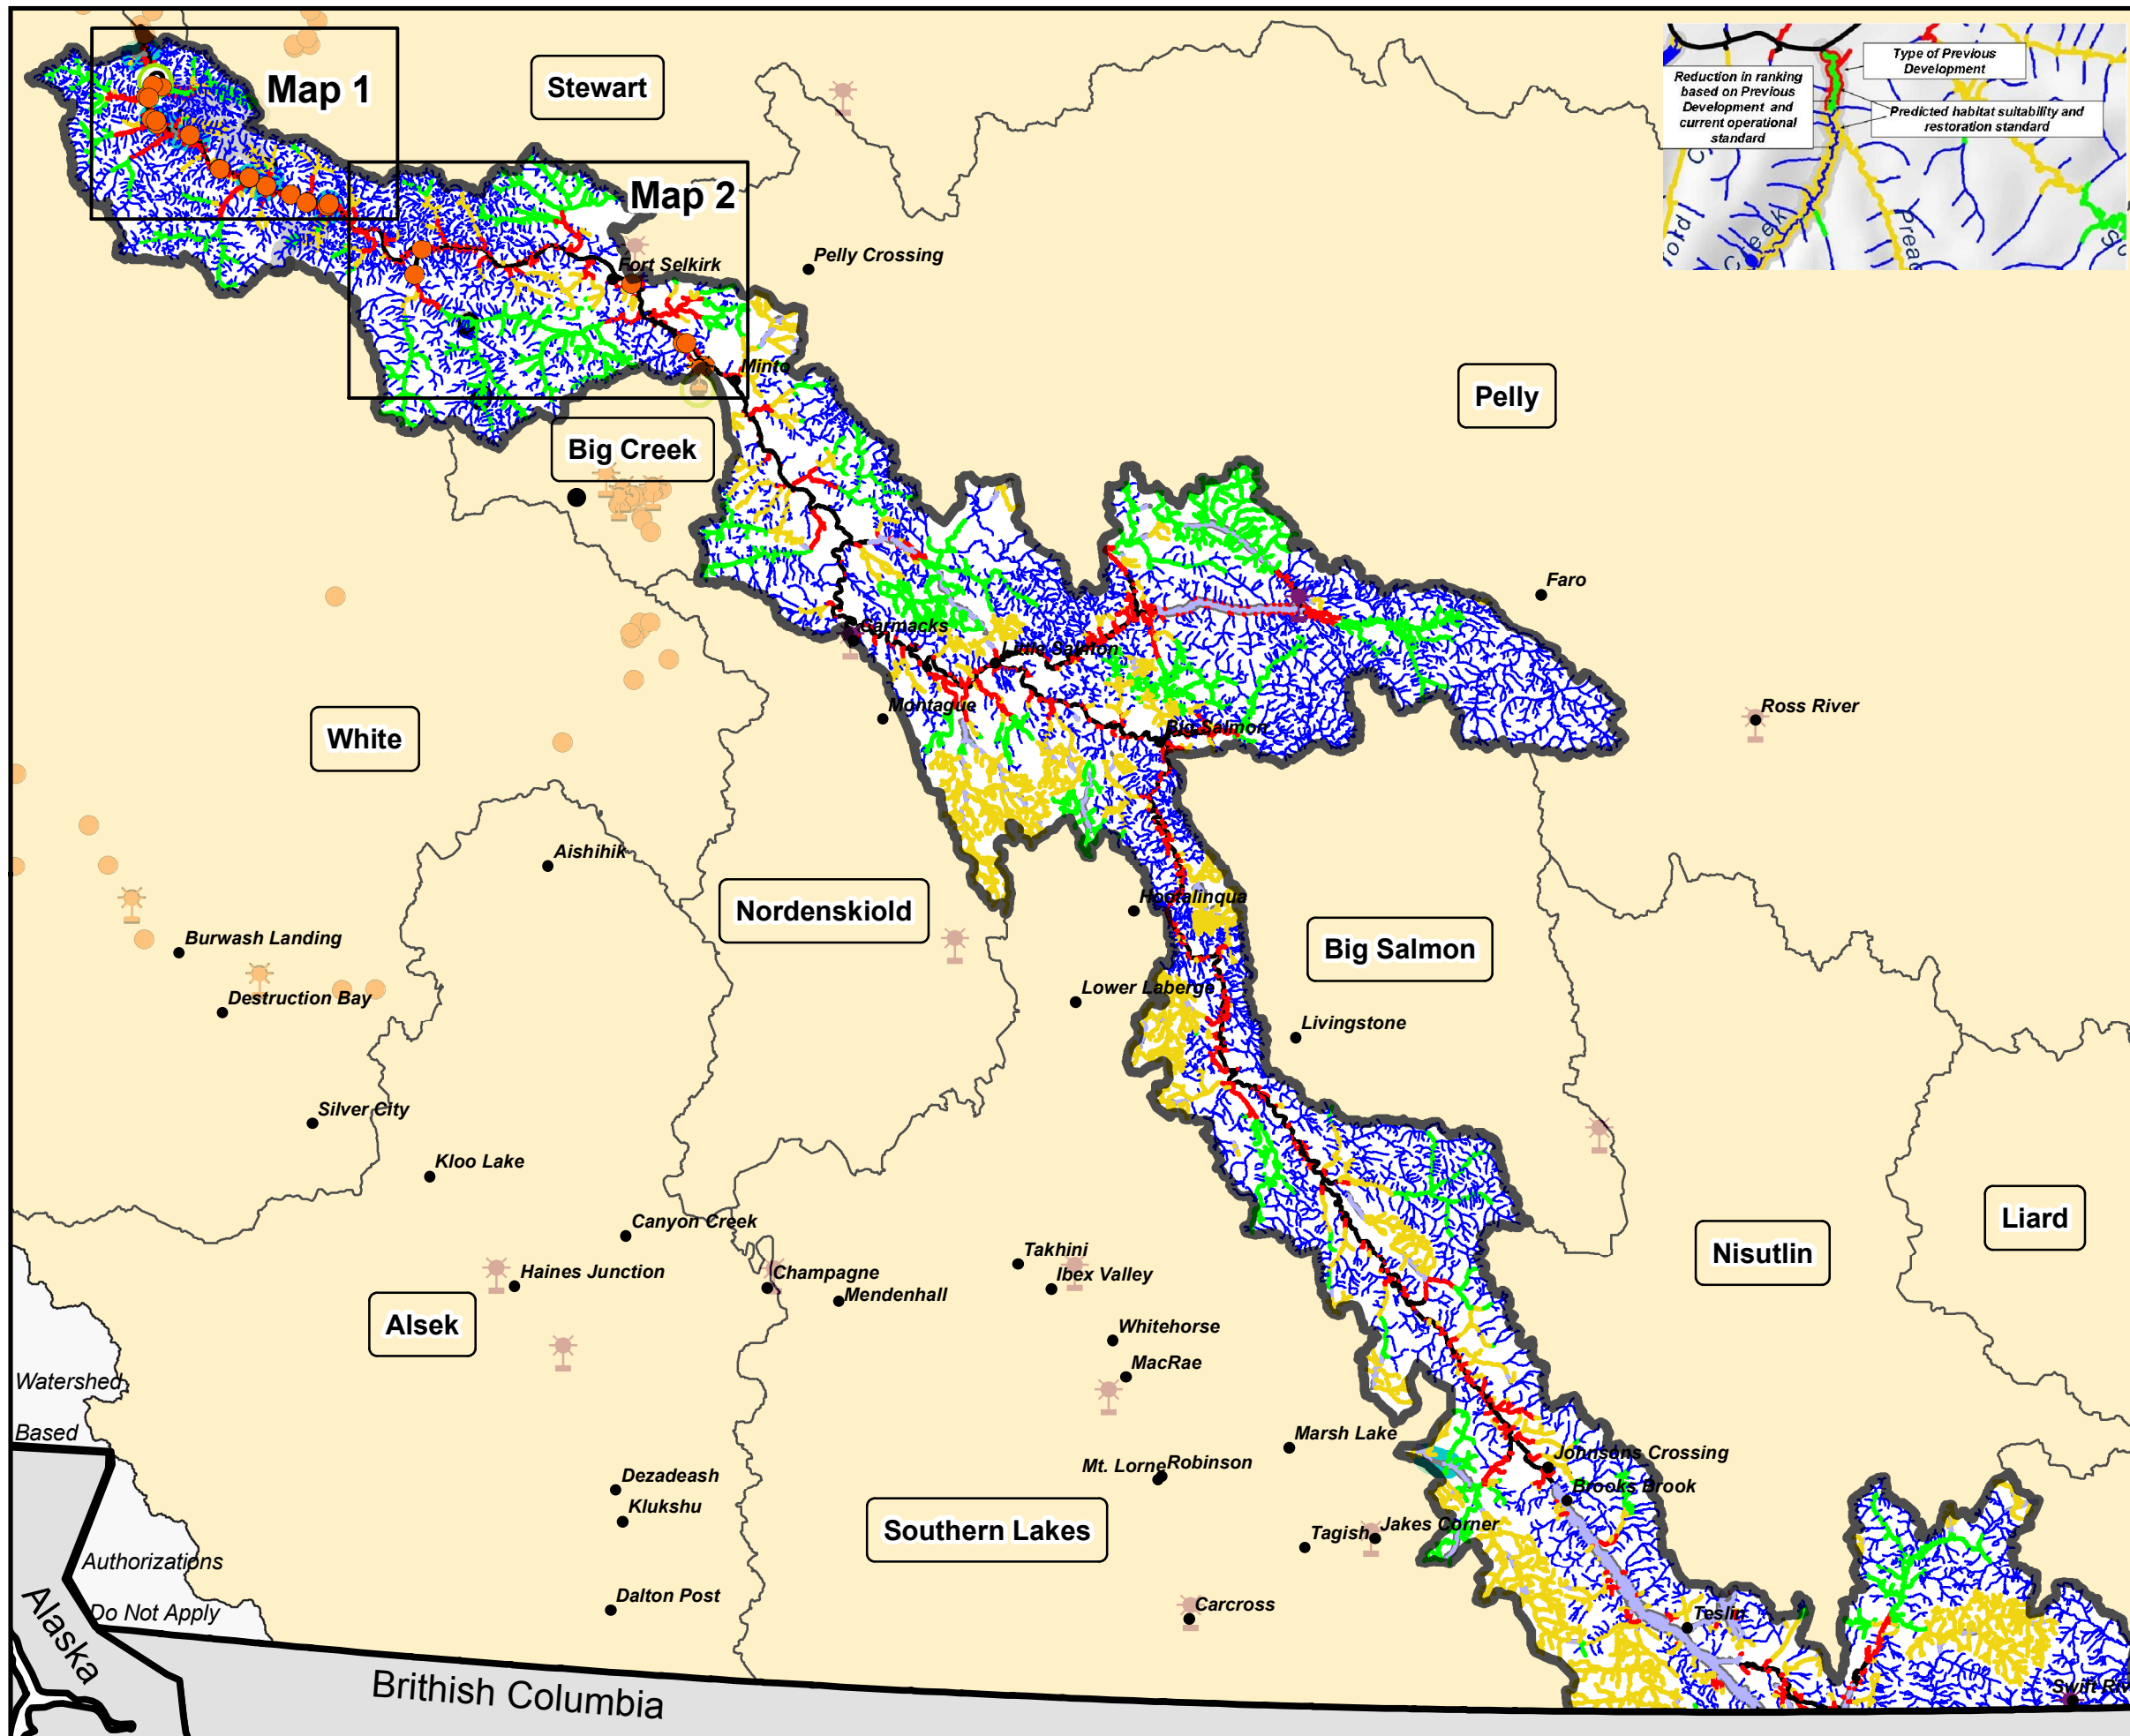 Map 1
Stewart
Reduction in ranking
based on Previous
Development and
current operational
standard
Type of Previous
Development
Predicted habitat suitability and
restoration standard
Creek
Map 2
Fort Selkirk
Pelly Crossing
Minto
Pelly
Big Creek
Faro
Carmacks
Little Salmon
Montague
Big Salmon
Ross River
White
Aishihik
Nordenskiold
Hootalinqua
Big Salmon
Burwash Landing
Destruction Bay
Lower Laberge
Livingstone
Silver City
Kloo Lake
Canyon Creek
Liard
Nisutlin
Haines Junction
Champagne
Mendenhall
Takhini
Ibex Valley
Alsek
Whitehorse
MacRae
Watershed
Based
Authorizations
Do Not Apply
Marsh Lake
Mt. Lorne
Robinson
Johnsons Crossing
Brooks Brook
Dezadeash
Klukshu
Southern Lakes
Tagish
Jakes Corner
Dalton Post
Carcross
Teslin
Swift Riv
Alaska
Brithish Columbia